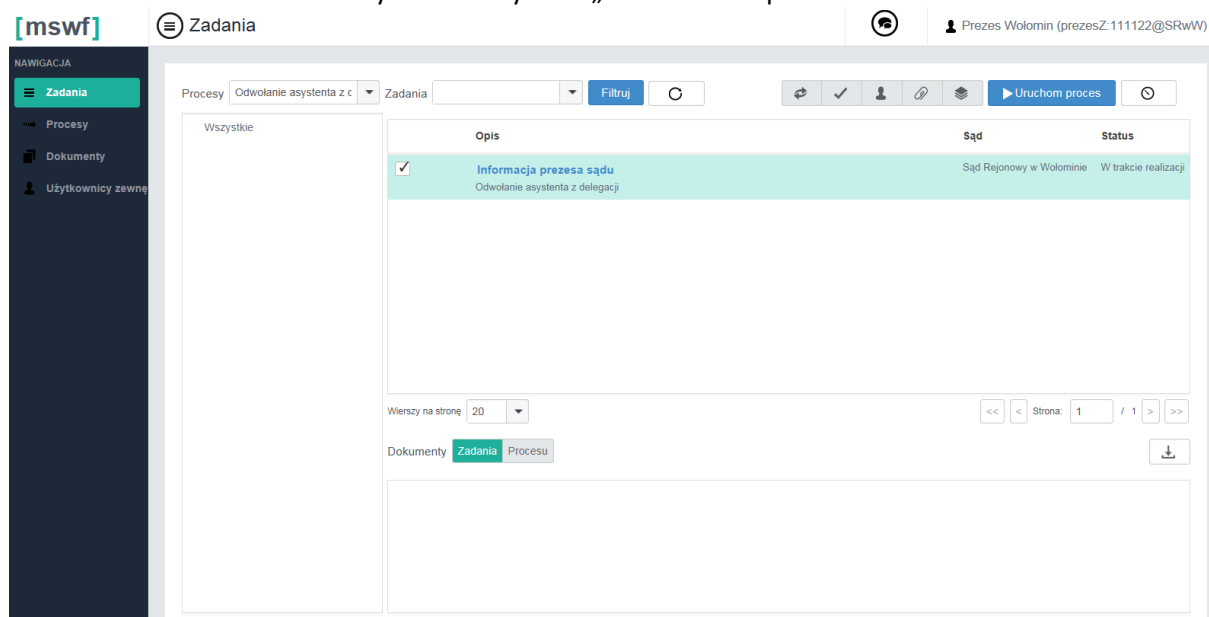 [mswf]
Zadania
Prezes Wołomin (prezesZ:111122@SRwW)
NAWIGACJA
Zadania
Procesy
Dokumenty
Użytkownicy zewnę
Procesy Odwołanie asystenta z c Zadania Filtruj Uruchom proces
Wszystkie
Opis Sąd Status
Informacja prezesa sądu Sąd Rejonowy w Wołominie W trakcie realizacji
Odwołanie asystenta z delegacji
Wierszy na stronę 20 << < Strona: 1 / 1 > >>
Dokumenty Zadania Procesu